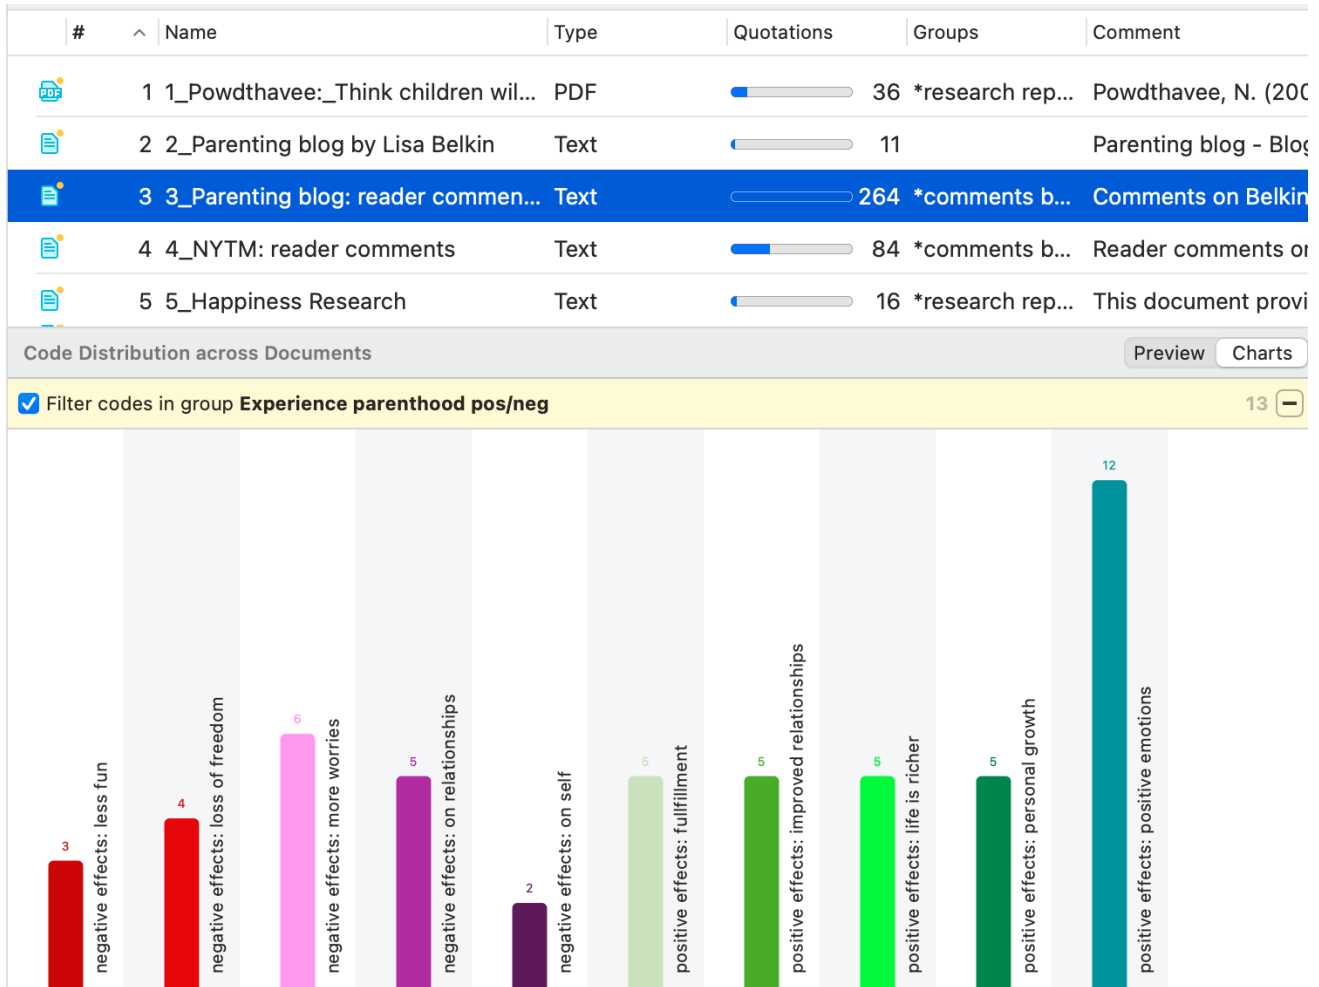 # Name Type Quotations Groups Comment
PDF 1 1_Powdthavee:_Think children wil... PDF 36 *research rep... Powdthavee, N. (200
2 2_Parenting blog by Lisa Belkin Text 11 Parenting blog - Blog
3 3_Parenting blog: reader commen... Text 264 *comments b... Comments on Belkin
4 4_NYTM: reader comments Text 84 *comments b... Reader comments on
5 5_Happiness Research Text 16 *research rep... This document provi
Code Distribution across Documents Preview Charts
Filter codes in group Experience parenthood pos/neg 13
3
negative effects: less fun
4
negative effects: loss of freedom
6
negative effects: more worries
5
negative effects: on relationships
2
negative effects: on self
5
positive effects: fullfillment
5
positive effects: improved relationships
5
positive effects: life is richer
5
positive effects: personal growth
12
positive effects: positive emotions